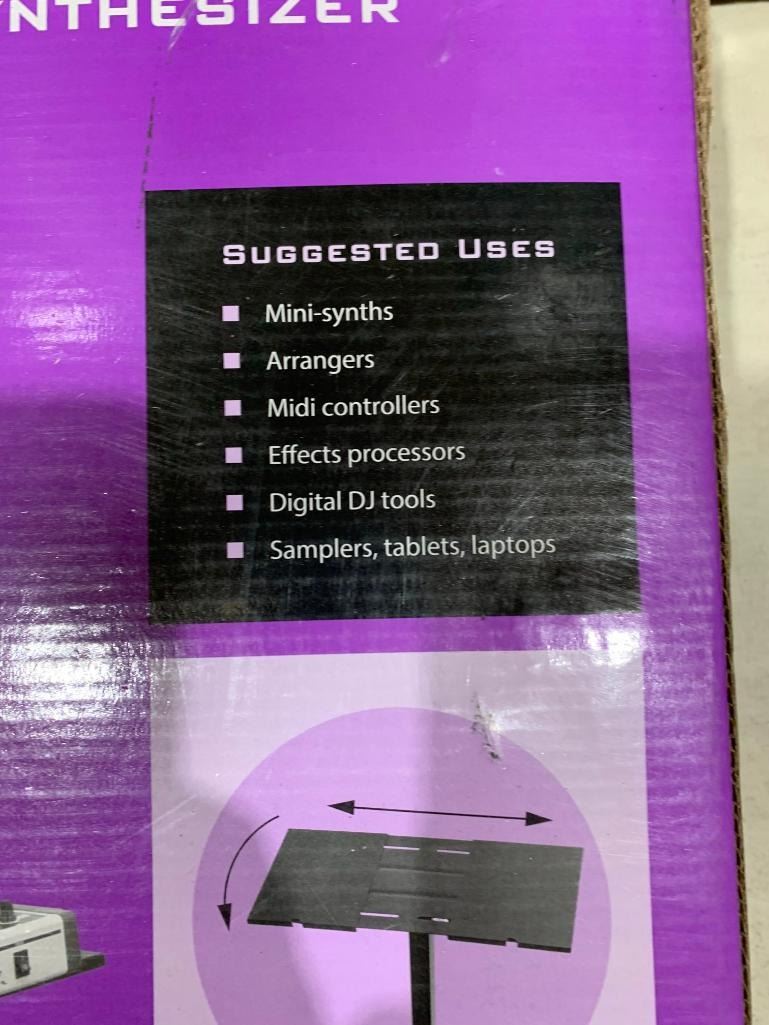 NTHESIZER
SUGGESTED USES
Mini-synths
Arrangers
Midi controllers
Effects processors
Digital DJ tools
Samplers, tablets, laptops